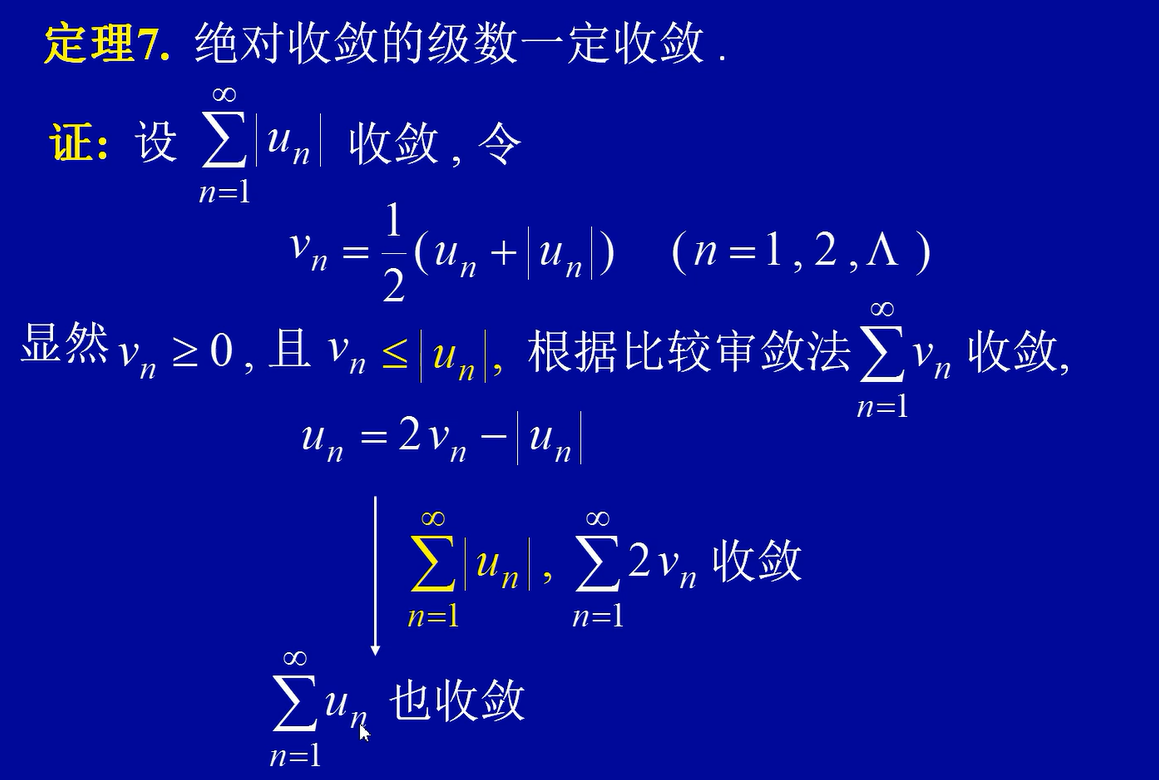 定理7. 绝对收敛的级数一定收敛 .
证: 设 $\sum_{n=1}^{\infty} |u_n|$ 收敛 , 令
$v_n = \frac{1}{2}(u_n + |u_n|)$ $(n = 1, 2, Λ)$
显然 $v_n \geq 0$ , 且 $v_n \leq |u_n|$, 根据比较审敛法 $\sum_{n=1}^{\infty} v_n$ 收敛,
$u_n = 2v_n - |u_n|$
$\sum_{n=1}^{\infty} |u_n|$ , $\sum_{n=1}^{\infty} 2v_n$ 收敛
$\sum_{n=1}^{\infty} u_n$ 也收敛